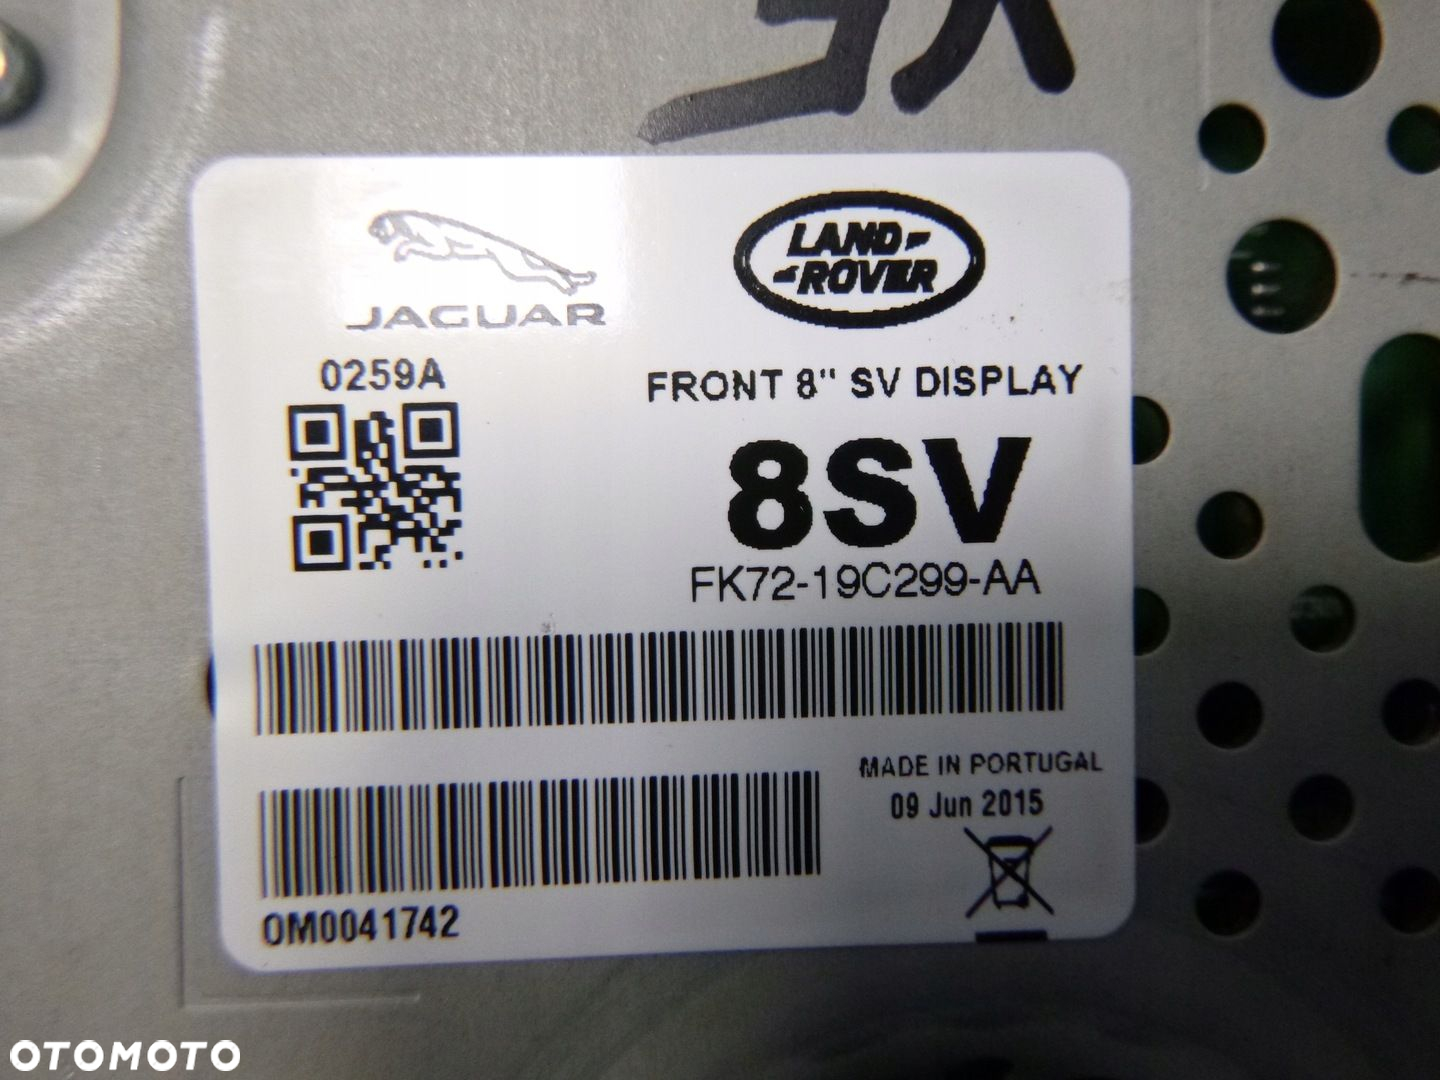 XF
JAGUAR
LAND-
-ROVER
0259A
FRONT 8" SV DISPLAY
8SV
FK72-19C299-AA
MADE IN PORTUGAL
09 Jun 2015
OM0041742
OTOMOTO